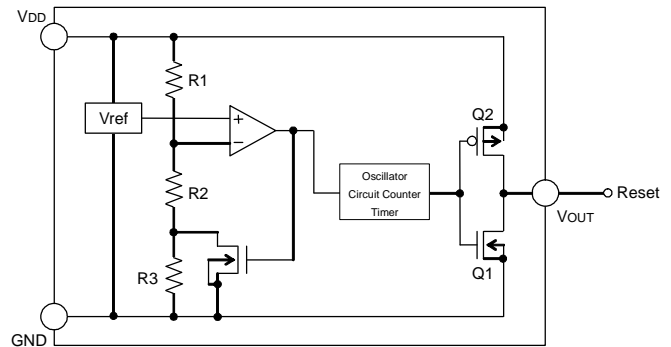 VDD
R1
Q2
Vref
+
−
Oscillator
Circuit Counter
Timer
Reset
R2
VOUT
R3
Q1
GND